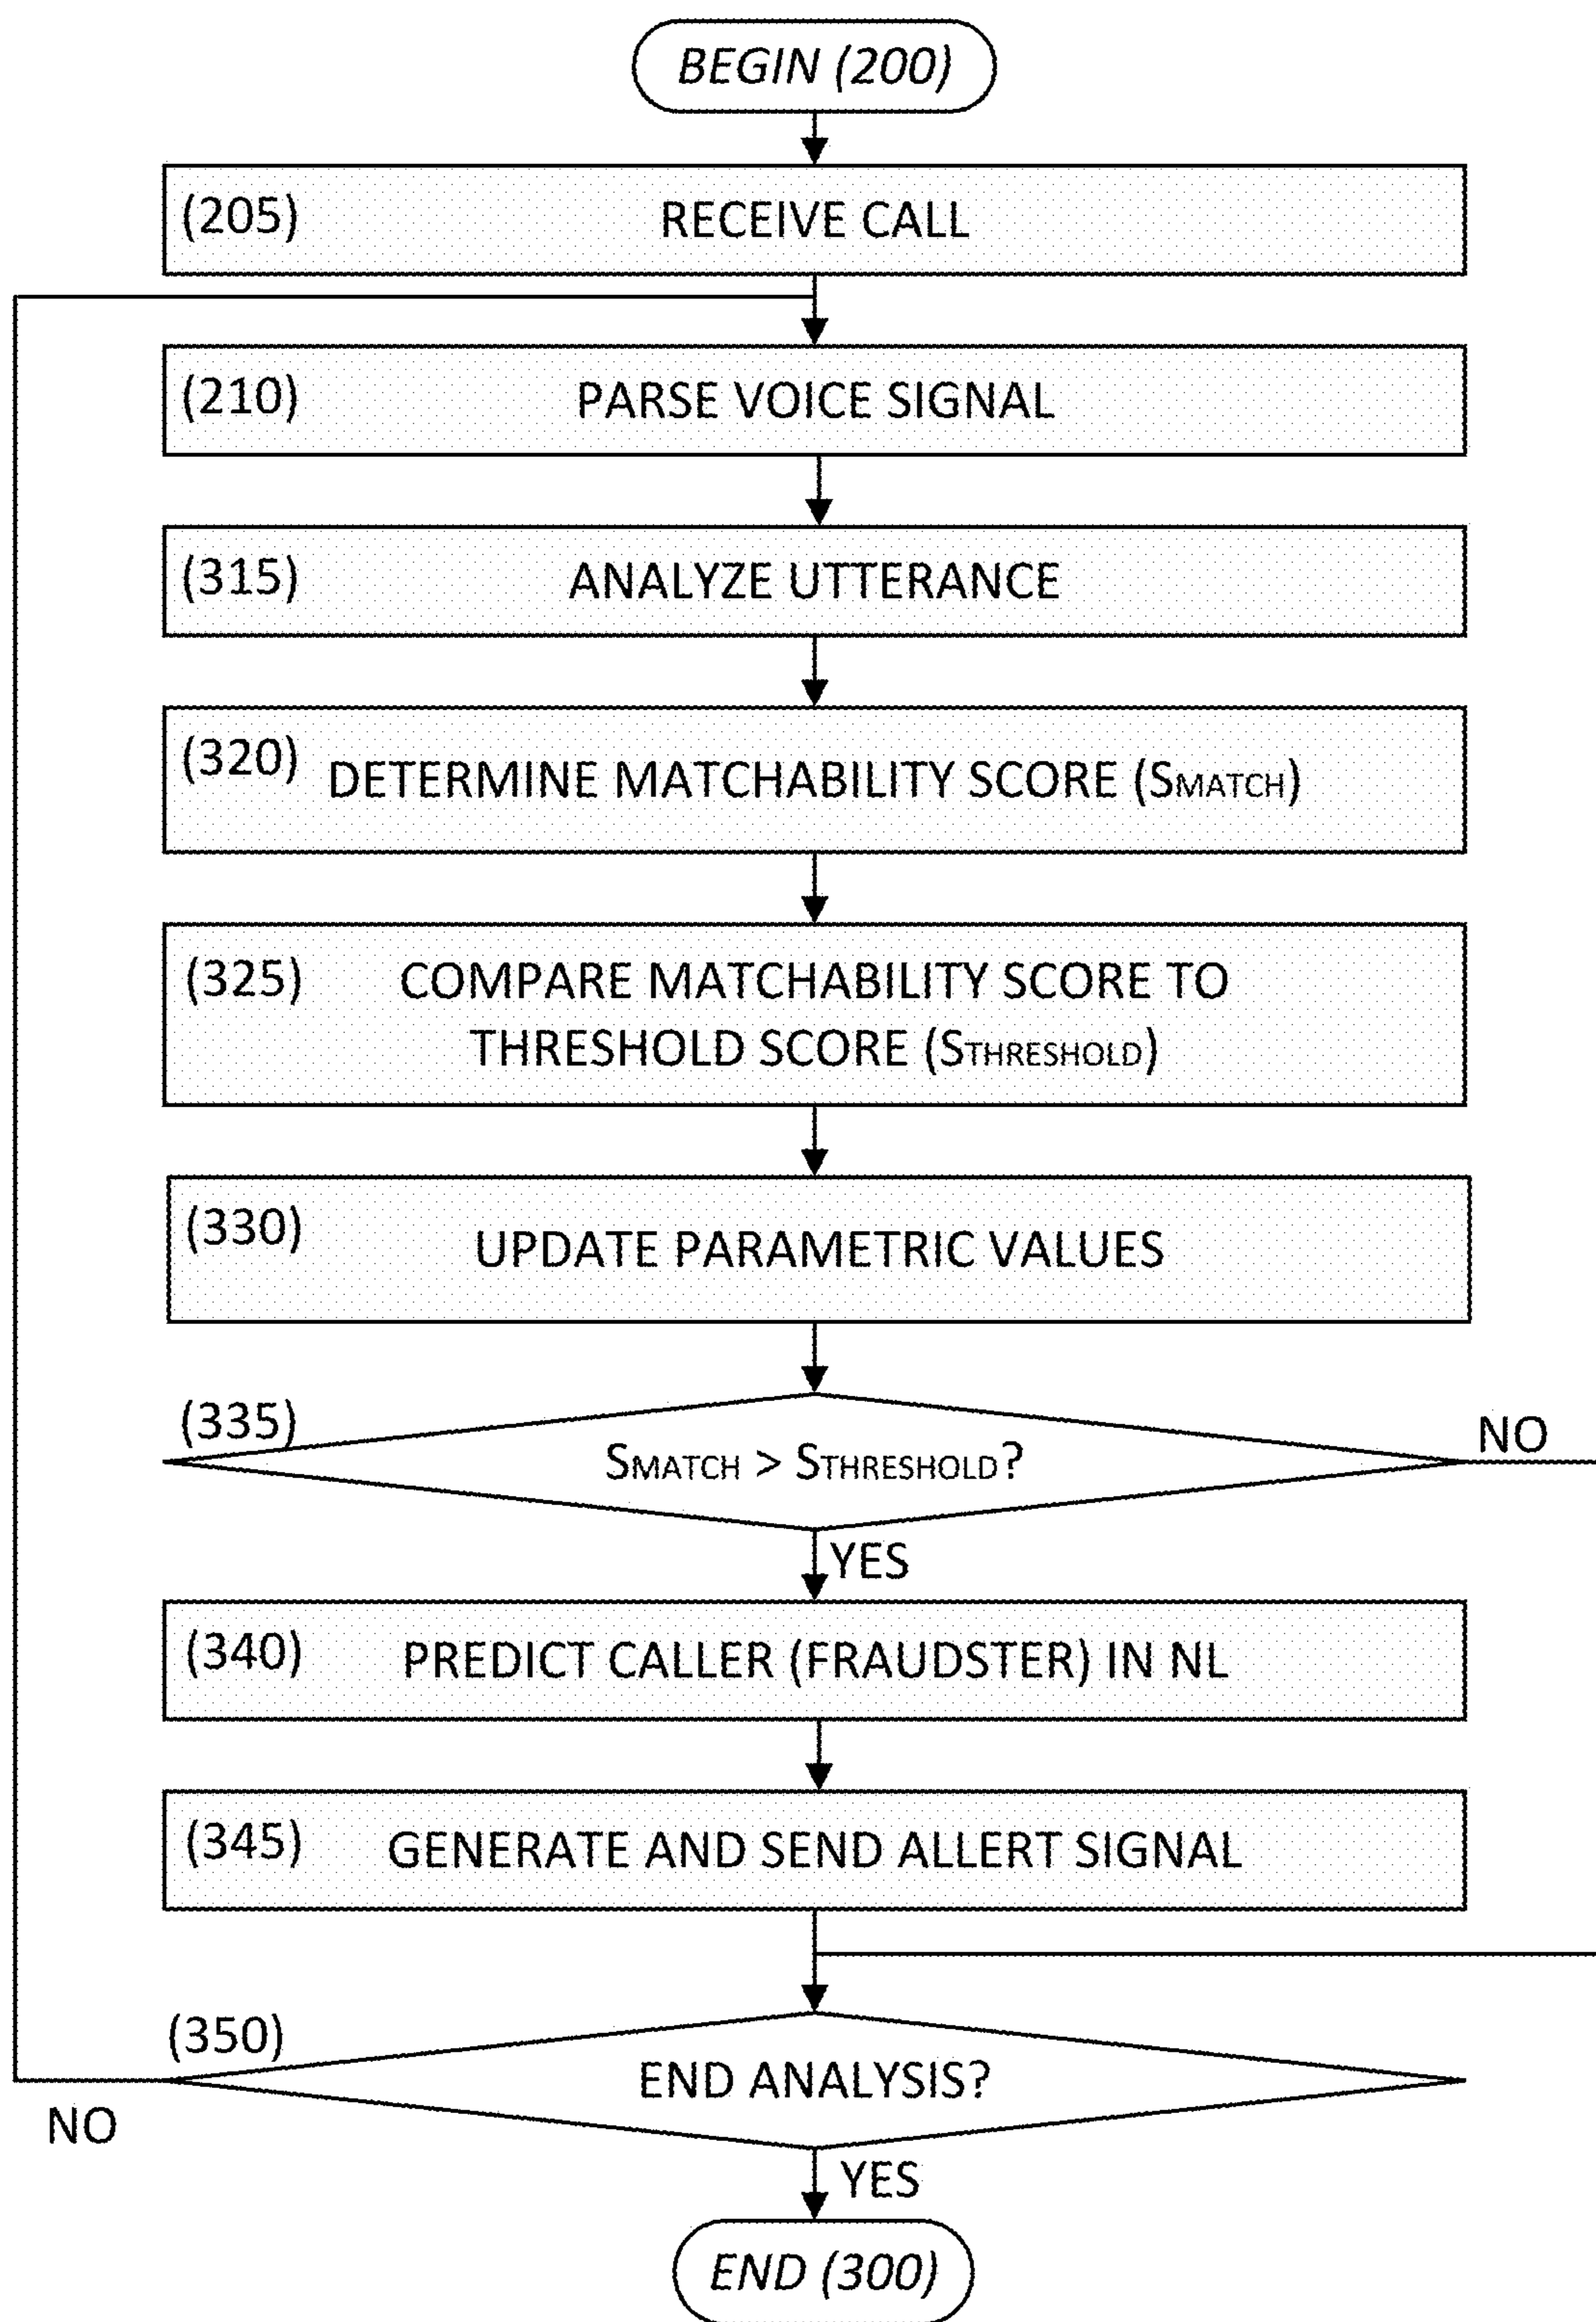 BEGIN (200)
(205) RECEIVE CALL
(210) PARSE VOICE SIGNAL
(315) ANALYZE UTTERANCE
(320) DETERMINE MATCHABILITY SCORE (SMATCH)
(325) COMPARE MATCHABILITY SCORE TO
THRESHOLD SCORE (STHRESHOLD)
(330) UPDATE PARAMETRIC VALUES
(335)
NO
SMATCH > STHRESHOLD?
YES
(340) PREDICT CALLER (FRAUDSTER) IN NL
(345) GENERATE AND SEND ALLERT SIGNAL
(350)
END ANALYSIS?
NO
YES
END (300)